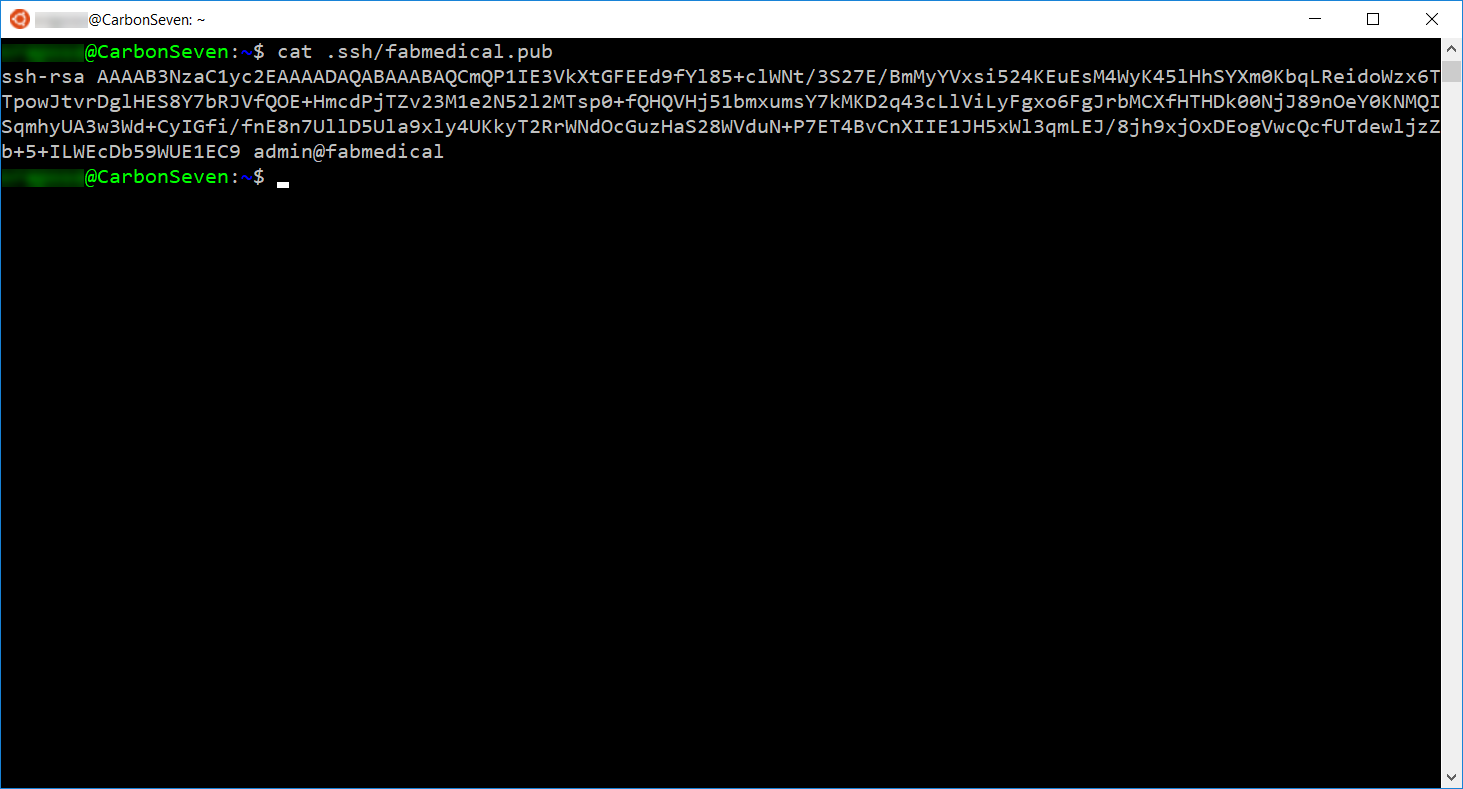 @CarbonSeven: ~
@CarbonSeven:~$ cat .ssh/fabmedical.pub
ssh-rsa AAAAB3NzaC1yc2EAAAADAQABAAABAQCmQP1IE3VkXtGFEEd9fYl85+clWNt/3S27E/BmMyYVxsi524KEuEsM4WyK45lHhSYXm0KbqLReidoWzx6T
TpowJtvrDglHES8Y7bRJVfQOE+HmcdPjTZv23M1e2N52l2MTsp0+fQHQVHj51bmxumsY7kMKD2q43cLlViLyFgxo6FgJrbMCXfHTHDk00NjJ89nOeY0KNMQI
SqmhyUA3w3Wd+CyIGfi/fnE8n7UllD5Ula9xly4UKkyT2RrWNdOcGuzHaS28WVduN+P7ET4BvCnXIIE1JH5xWl3qmLEJ/8jh9xjOxDEogVwcQcfUTdewljzZ
b+5+ILWEcDb59WUE1EC9 admin@fabmedical
@CarbonSeven:~$